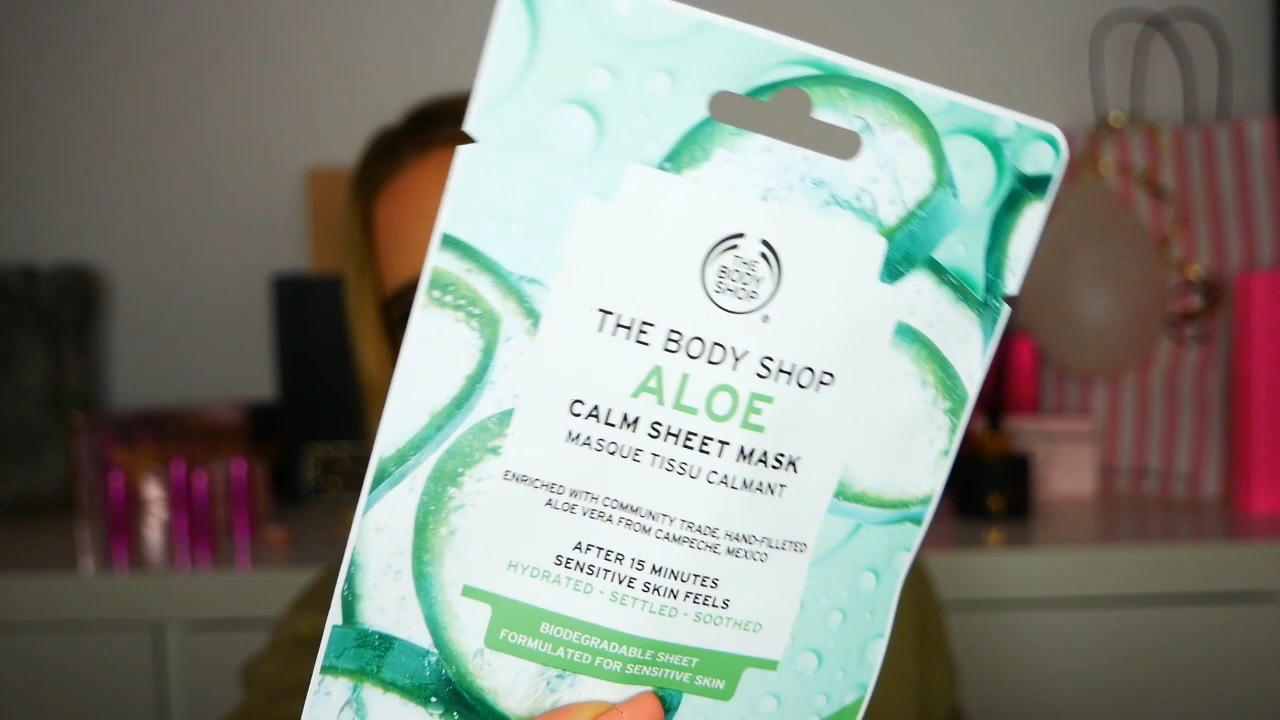 THE
BODY
SHOP
®
THE BODY SHOP
ALOE
CALM SHEET MASK
MASQUE TISSU CALMANT
ENRICHED WITH COMMUNITY TRADE, HAND-FILLETED
ALOE VERA FROM CAMPECHE, MEXICO
AFTER 15 MINUTES
SENSITIVE SKIN FEELS
HYDRATED - SETTLED - SOOTHED
BIODEGRADABLE SHEET
FORMULATED FOR SENSITIVE SKIN